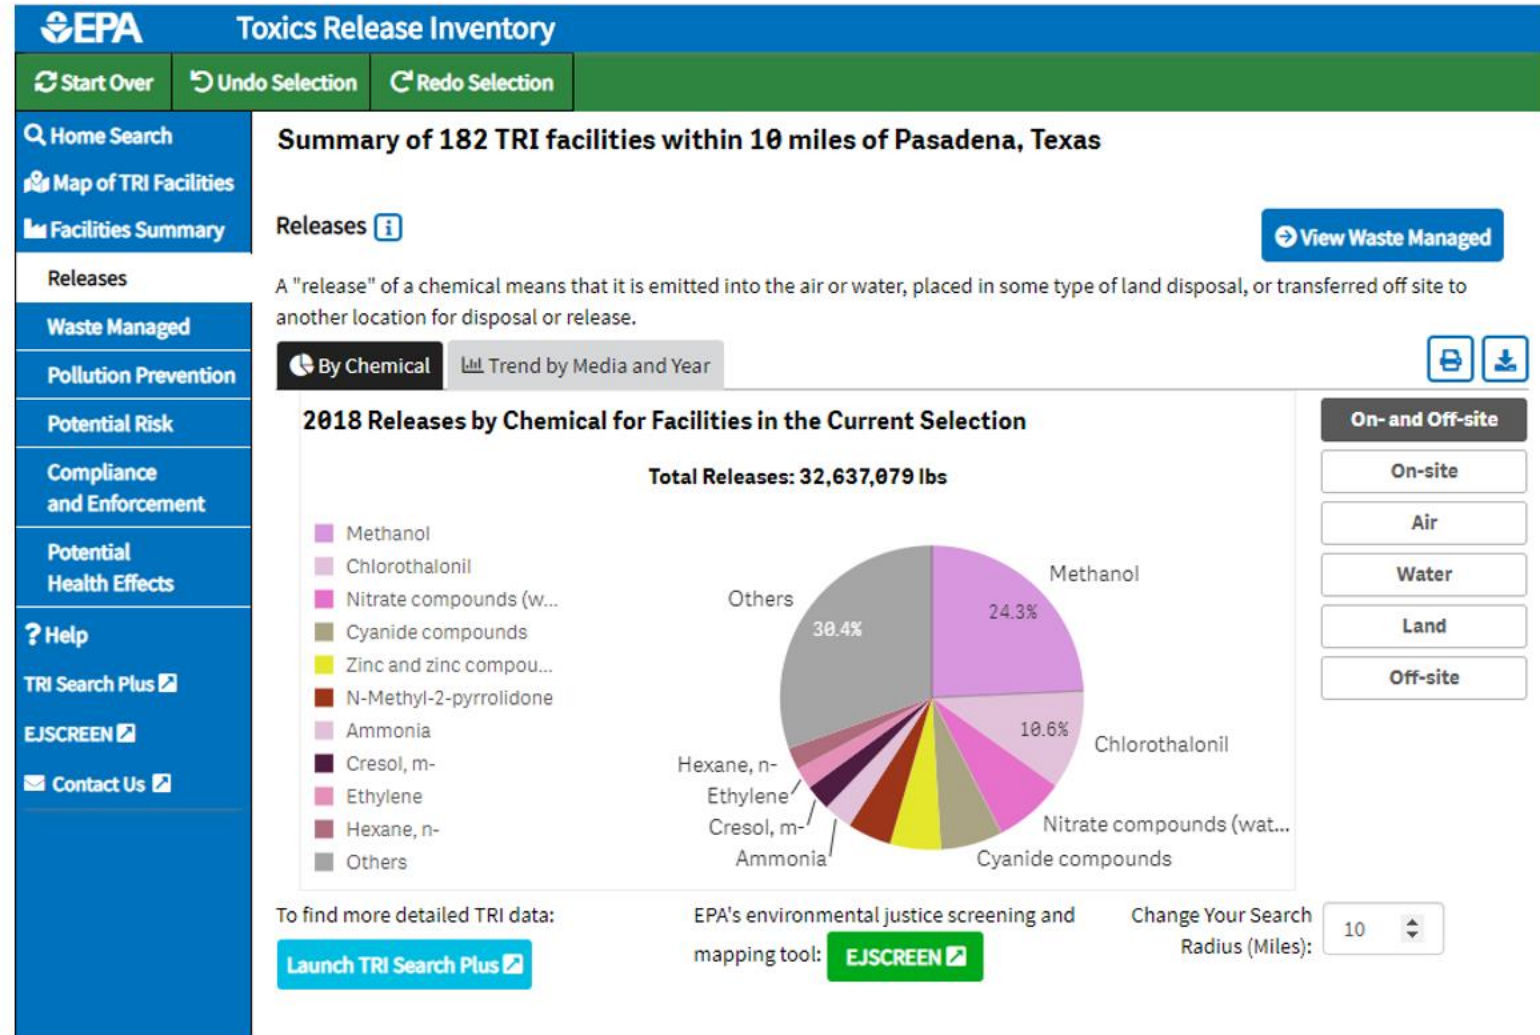 EPA
Toxics Release Inventory
Start Over
Undo Selection
Redo Selection
Home Search
Map of TRI Facilities
Facilities Summary
Releases
Waste Managed
Pollution Prevention
Potential Risk
Compliance
and Enforcement
Potential
Health Effects
Help
TRI Search Plus
EJSCREEN
Contact Us
Summary of 182 TRI facilities within 10 miles of Pasadena, Texas
Releases
View Waste Managed
A "release" of a chemical means that it is emitted into the air or water, placed in some type of land disposal, or transferred off site to
another location for disposal or release.
By Chemical
Trend by Media and Year
2018 Releases by Chemical for Facilities in the Current Selection
Total Releases: 32,637,079 lbs
Methanol
Chlorothalonil
Nitrate compounds (w...
Cyanide compounds
Zinc and zinc compou...
N-Methyl-2-pyrrolidone
Ammonia
Cresol, m-
Ethylene
Hexane, n-
Others
Others
30.4%
Methanol
24.3%
10.6%
Chlorothalonil
Nitrate compounds (wat...
Cyanide compounds
Hexane, n-
Ethylene
Cresol, m-
Ammonia
On- and Off-site
On-site
Air
Water
Land
Off-site
To find more detailed TRI data:
Launch TRI Search Plus
EPA's environmental justice screening and
mapping tool: EJSCREEN
Change Your Search
Radius (Miles):
10